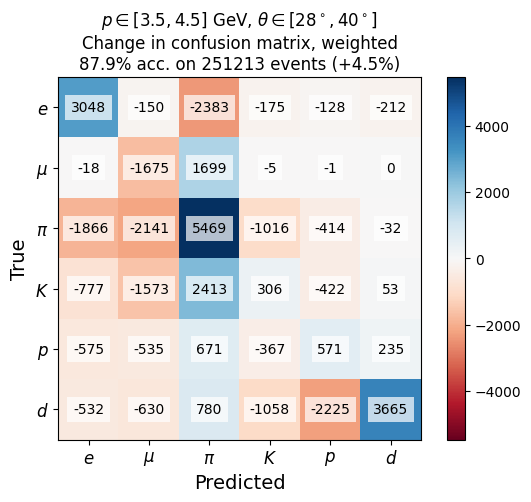 p ∈ [3.5, 4.5] GeV, θ ∈ [28°, 40°]
Change in confusion matrix, weighted
87.9% acc. on 251213 events (+4.5%)
e 3048 -150 -2383 -175 -128 -212
μ -18 -1675 1699 -5 -1 0
π -1866 -2141 5469 -1016 -414 -32
K -777 -1573 2413 306 -422 53
p -575 -535 671 -367 571 235
d -532 -630 780 -1058 -2225 3665
e μ π K p d
Predicted
True
4000
2000
0
−2000
−4000